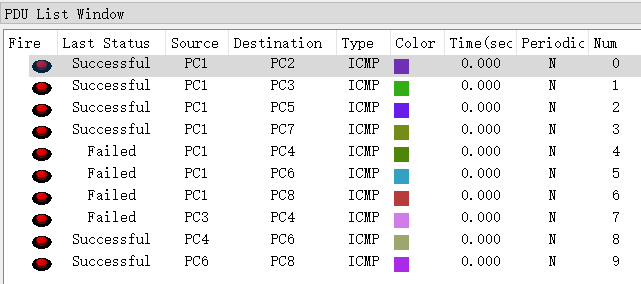 PDU List Window
Fire Last Status Source Destination Type Color Time(sec Periodic Num
Successful PC1 PC2 ICMP 0.000 N 0
Successful PC1 PC3 ICMP 0.000 N 1
Successful PC1 PC5 ICMP 0.000 N 2
Successful PC1 PC7 ICMP 0.000 N 3
Failed PC1 PC4 ICMP 0.000 N 4
Failed PC1 PC6 ICMP 0.000 N 5
Failed PC1 PC8 ICMP 0.000 N 6
Failed PC3 PC4 ICMP 0.000 N 7
Successful PC4 PC6 ICMP 0.000 N 8
Successful PC6 PC8 ICMP 0.000 N 9